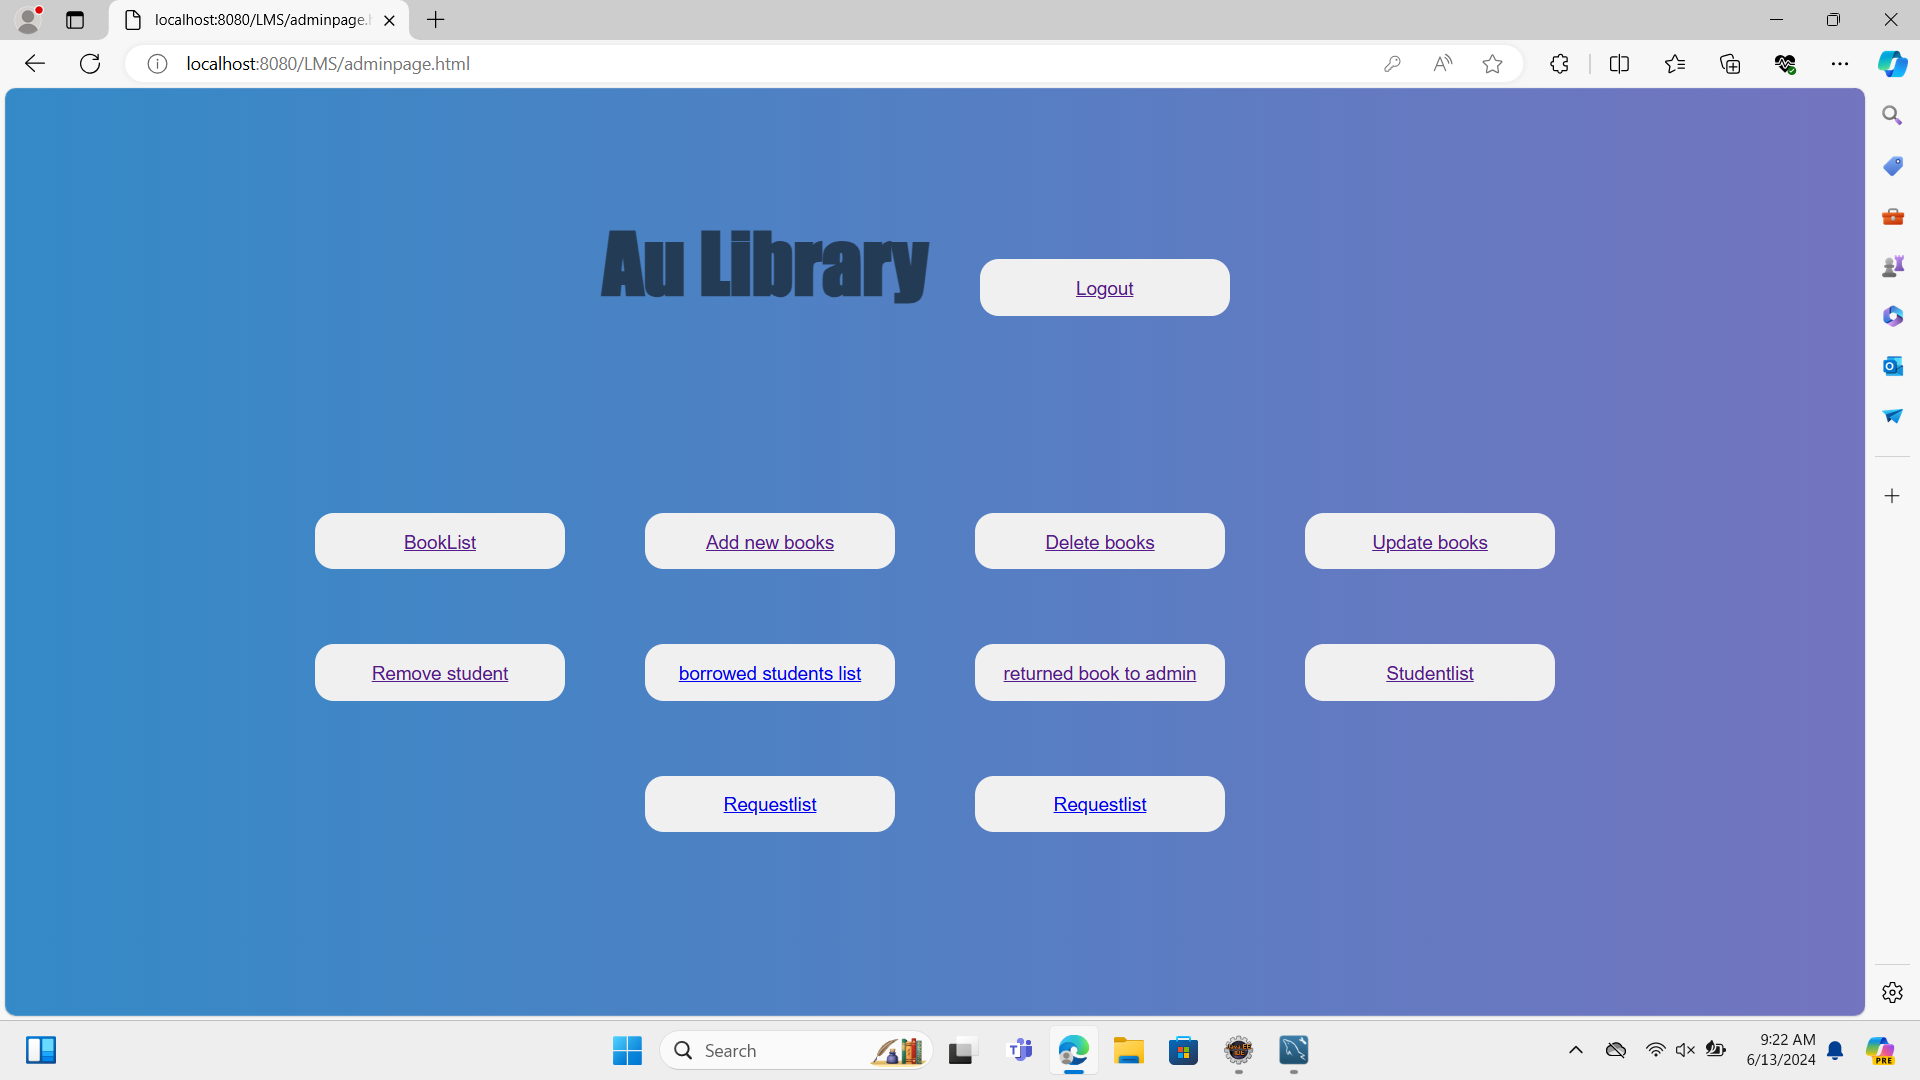 localhost:8080/LMS/adminpage.
localhost:8080/LMS/adminpage.html
Au Library
Logout
BookList
Add new books
Delete books
Update books
Remove student
borrowed students list
returned book to admin
Studentlist
Requestlist
Requestlist
Search
9:22 AM
6/13/2024
PRE